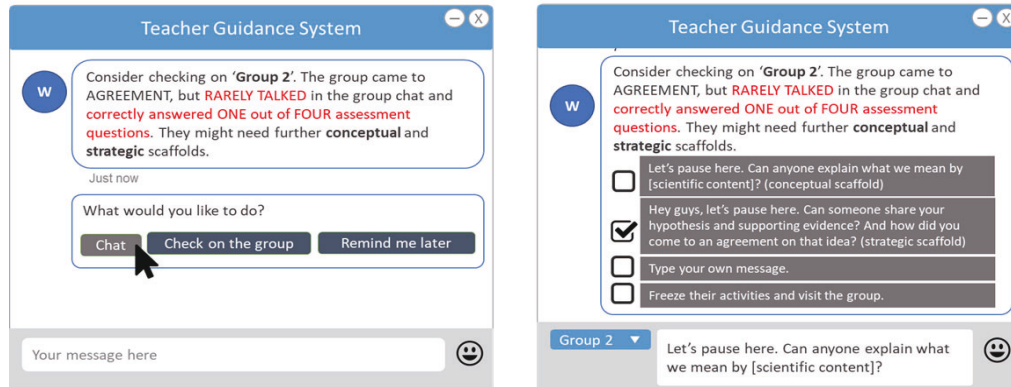 Teacher Guidance System
– X
W
Consider checking on ‘Group 2’. The group came to
AGREEMENT, but RARELY TALKED in the group chat and
correctly answered ONE out of FOUR assessment
questions. They might need further conceptual and
strategic scaffolds.
Just now
What would you like to do?
Chat
Check on the group
Remind me later
Your message here
Teacher Guidance System
– X
W
Consider checking on ‘Group 2’. The group came to
AGREEMENT, but RARELY TALKED in the group chat and
correctly answered ONE out of FOUR assessment
questions. They might need further conceptual and
strategic scaffolds.
Let’s pause here. Can anyone explain what we mean by
[scientific content]? (conceptual scaffold)
Hey guys, let’s pause here. Can someone share your
hypothesis and supporting evidence? And how did you
come to an agreement on that idea? (strategic scaffold)
Type your own message.
Freeze their activities and visit the group.
Group 2
Let’s pause here. Can anyone explain what
we mean by [scientific content]?